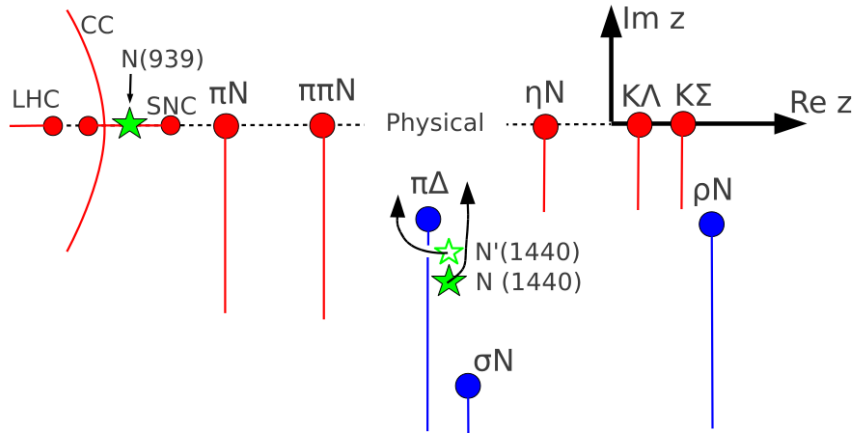 CC
Im z
N(939)
LHC
SNC
πN
ππN
Physical
ηN
KΛ
KΣ
Re z
πΔ
ρN
N'(1440)
N (1440)
σN